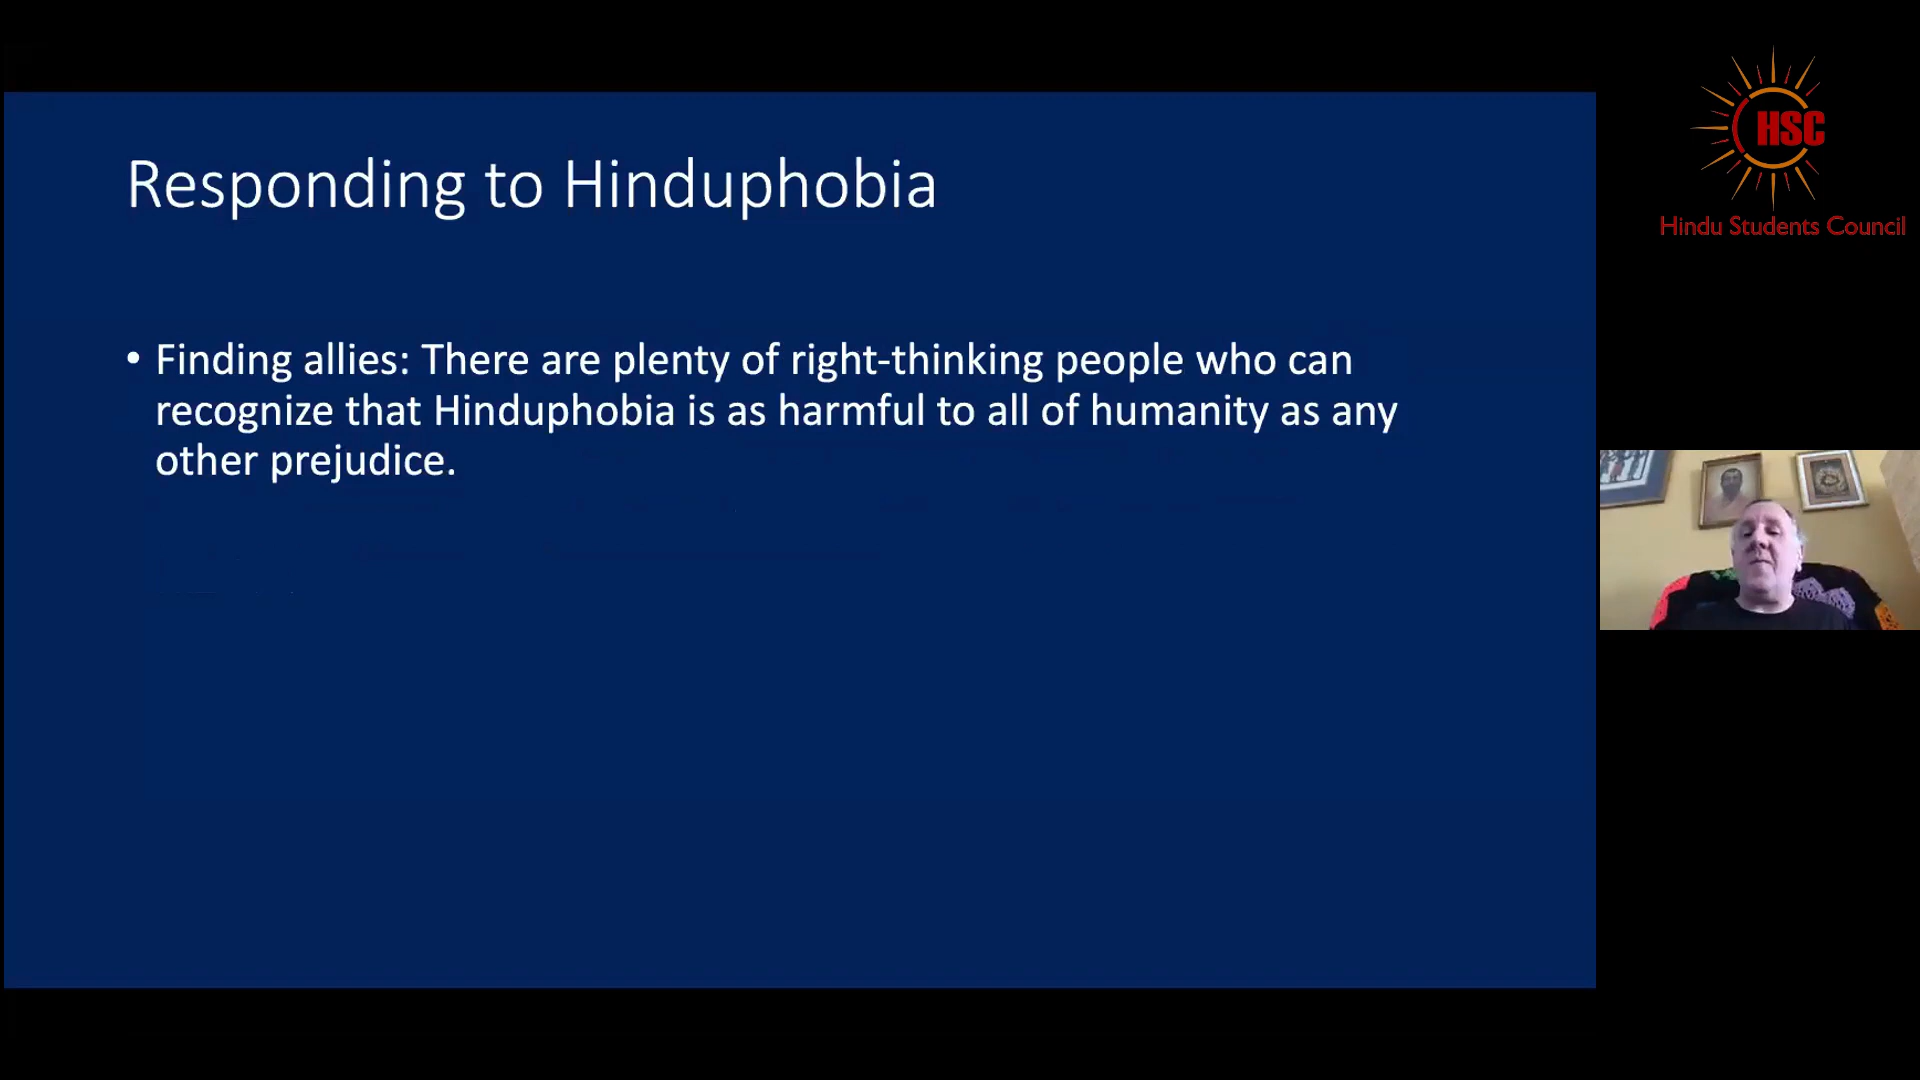 Responding to Hinduphobia
• Finding allies: There are plenty of right-thinking people who can
recognize that Hinduphobia is as harmful to all of humanity as any
other prejudice.
HSC
Hindu Students Council